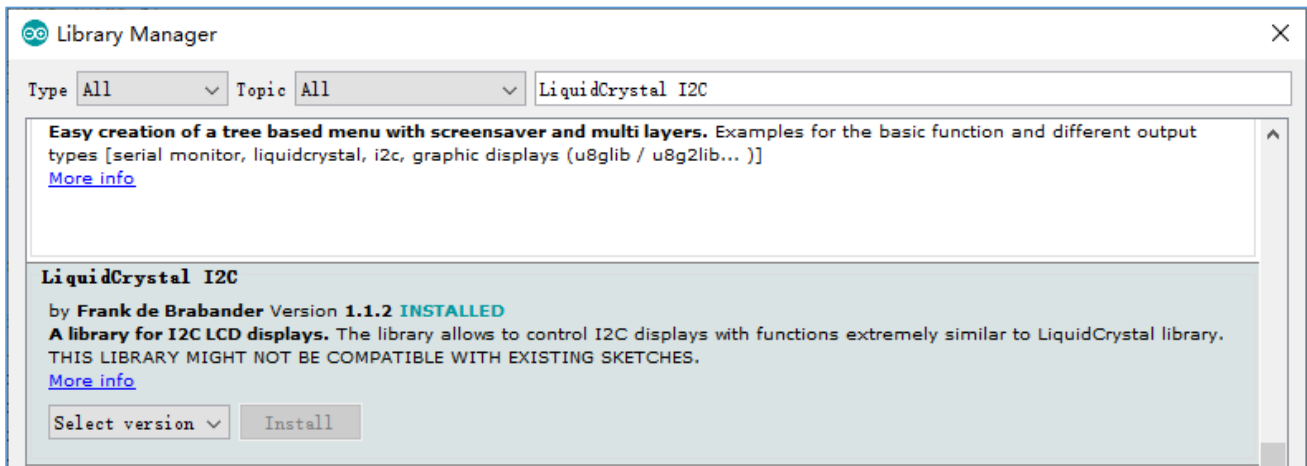 Library Manager
Type All Topic All LiquidCrystal I2C
Easy creation of a tree based menu with screensaver and multi layers. Examples for the basic function and different output
types [serial monitor, liquidcrystal, i2c, graphic displays (u8glib / u8g2lib... )]
More info
LiquidCrystal I2C
by Frank de Brabander Version 1.1.2 INSTALLED
A library for I2C LCD displays. The library allows to control I2C displays with functions extremely similar to LiquidCrystal library.
THIS LIBRARY MIGHT NOT BE COMPATIBLE WITH EXISTING SKETCHES.
More info
Select version Install